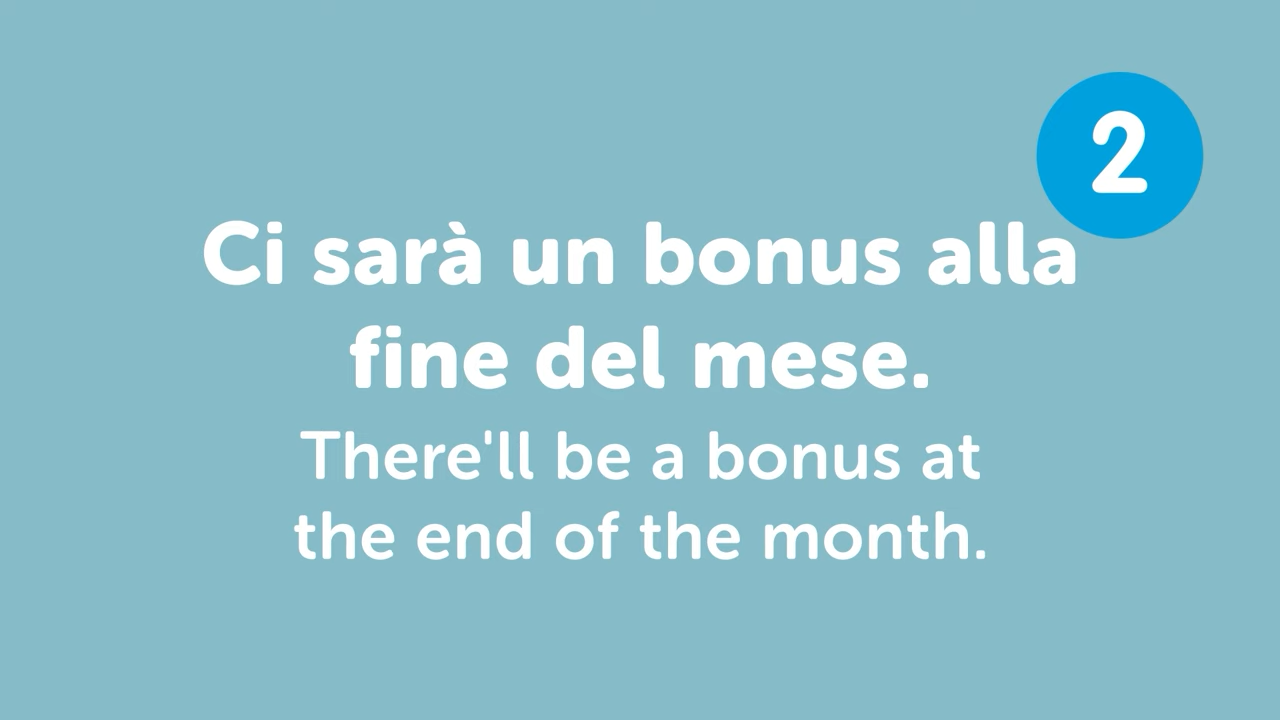 2
Ci sarà un bonus alla
fine del mese.
There'll be a bonus at
the end of the month.